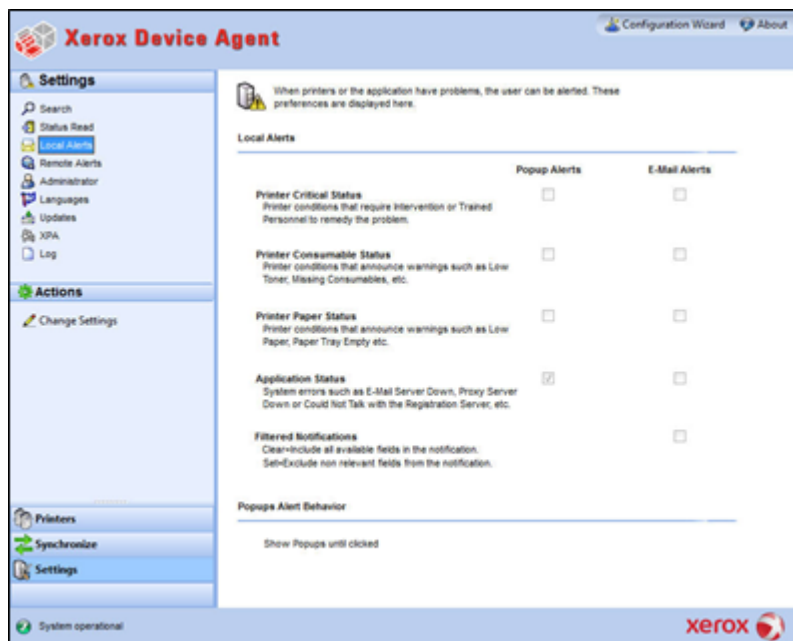 Xerox Device Agent
Configuration Wizard
About
Settings
Search
Status Read
Local Alerts
Remote Alerts
Administrator
Languages
Updates
XPA
Log
Actions
Change Settings
Printers
Synchronize
Settings
When printers or the application have problems, the user can be alerted. These
preferences are displayed here.
Local Alerts
Popup Alerts
E-Mail Alerts
Printer Critical Status
Printer conditions that require Intervention or Trained
Personnel to remedy the problem.
Printer Consumable Status
Printer conditions that announce warnings such as Low
Toner, Missing Consumables, etc.
Printer Paper Status
Printer conditions that announce warnings such as Low
Paper, Paper Tray Empty etc.
Application Status
System errors such as E-Mail Server Down, Proxy Server
Down or Could Not Talk with the Registration Server, etc.
Filtered Notifications
Clear=Include all available fields in the notification.
Set=Exclude non relevant fields from the notification.
Popups Alert Behavior
Show Popups until clicked
System operational
xerox